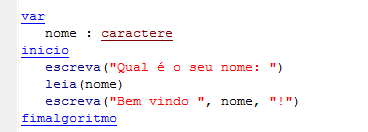 var
nome : caractere
inicio
escreva("Qual é o seu nome: ")
leia(nome)
escreva("Bem vindo ", nome, "!")
fimalgoritmo